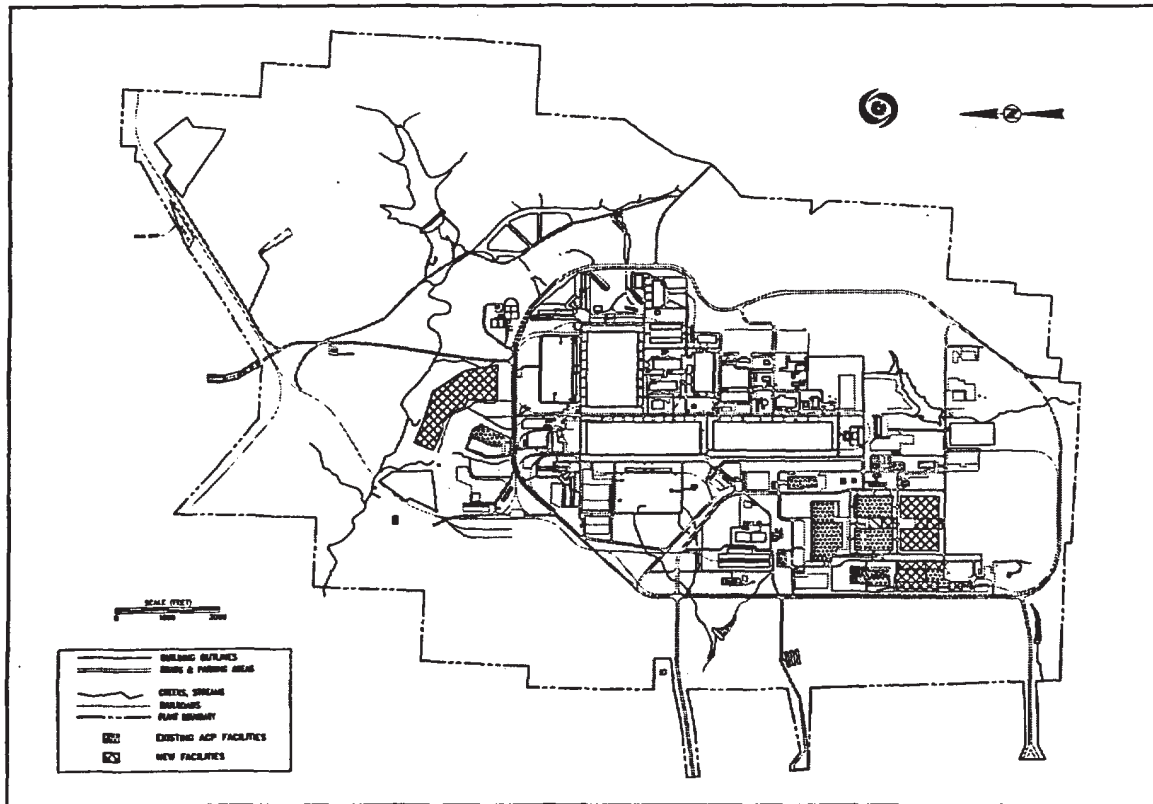 N
SCALE (FEET)
0 1000 2000
BUILDING OUTLINES
ROADS & PARKING AREAS
CREEKS, STREAMS
RAILROADS
PLANT BOUNDARY
EXISTING ACP FACILITIES
NEW FACILITIES